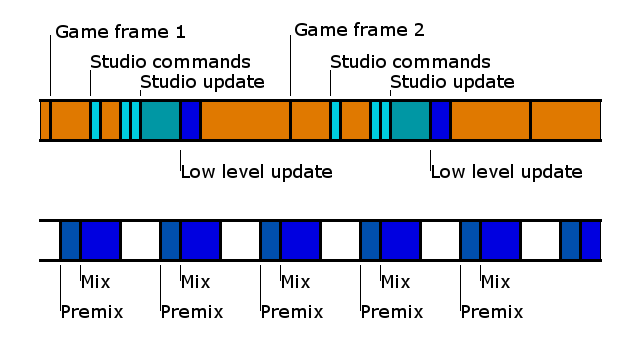 Game frame 1
Game frame 2
Studio commands
Studio commands
Studio update
Studio update
Low level update
Low level update
Mix
Mix
Mix
Mix
Mix
Premix
Premix
Premix
Premix
Premix